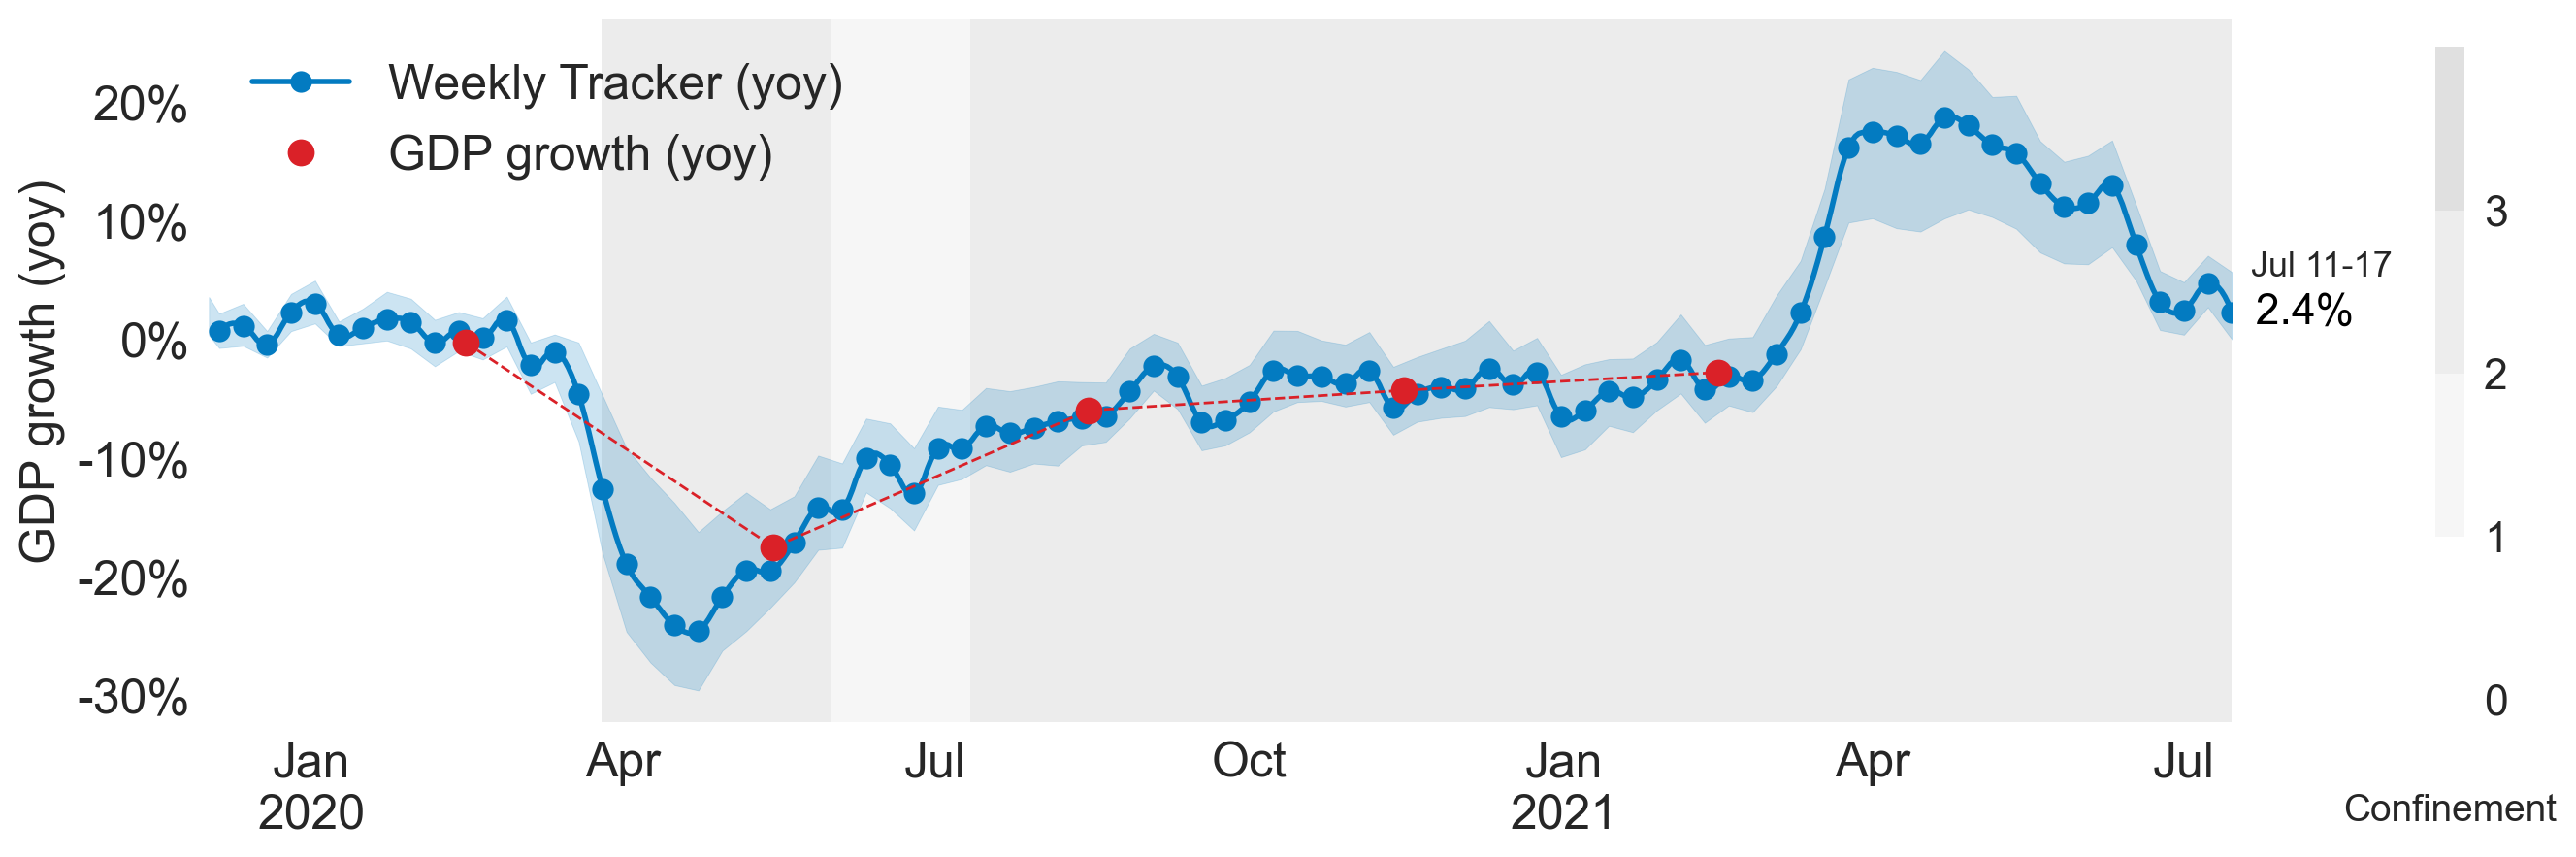 Weekly Tracker (yoy)
GDP growth (yoy)
GDP growth (yoy)
20%
10%
0%
-10%
-20%
-30%
Jan
2020
Apr
Jul
Oct
Jan
2021
Apr
Jul
Jul 11-17
2.4%
3
2
1
0
Confinement